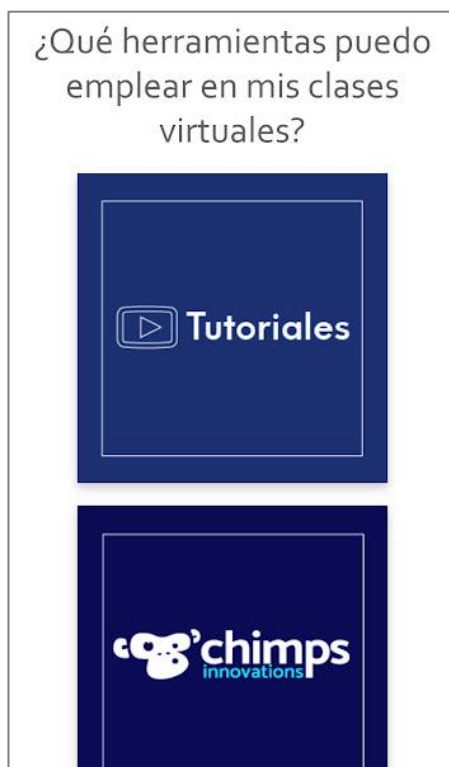 ¿Qué herramientas puedo
emplear en mis clases
virtuales?
Tutoriales
chimps
innovations